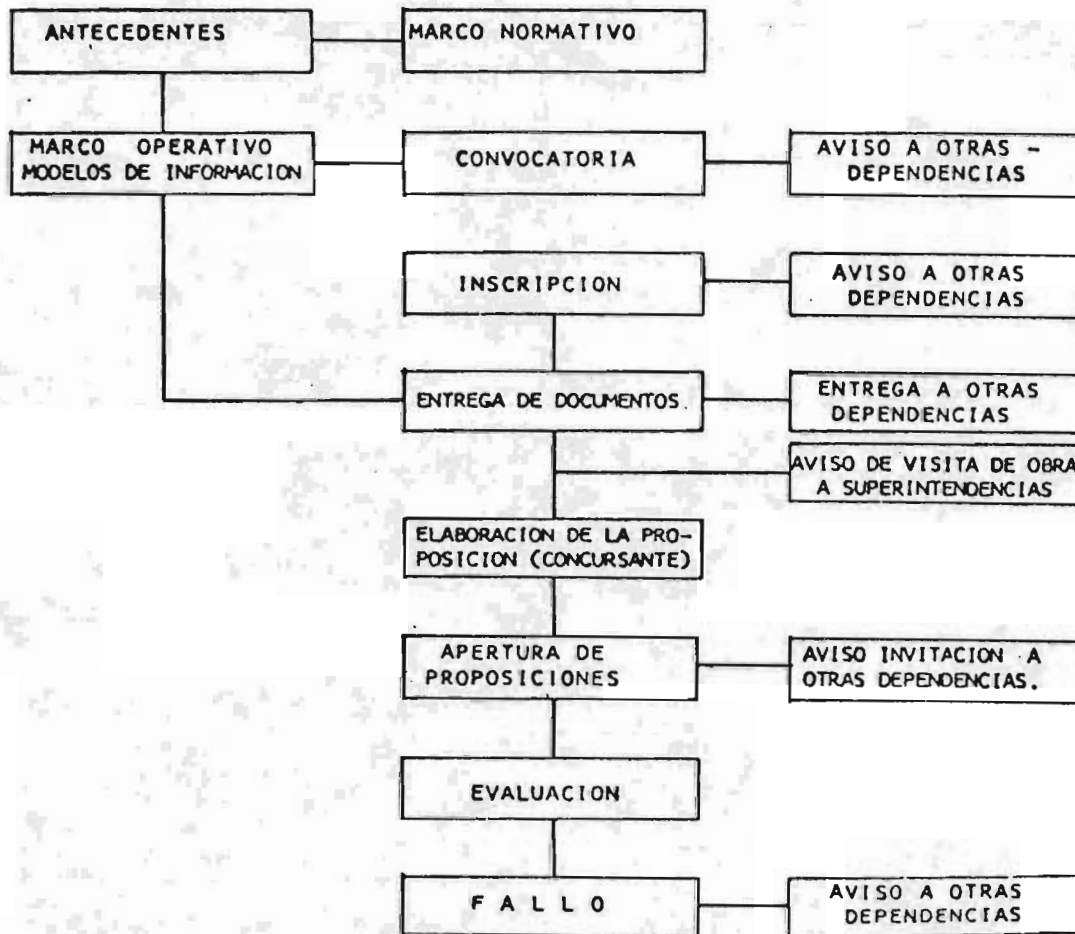 ANTECEDENTES
MARCO NORMATIVO
MARCO OPERATIVO
MODELOS DE INFORMACION
CONVOCATORIA
AVISO A OTRAS -
DEPENDENCIAS
INSCRIPCION
AVISO A OTRAS
DEPENDENCIAS
ENTREGA DE DOCUMENTOS.
ENTREGA A OTRAS
DEPENDENCIAS
AVISO DE VISITA DE OBRA
A SUPERINTENDENCIAS
ELABORACION DE LA PRO-
POSICION (CONCURSANTE)
APERTURA DE
PROPOSICIONES
AVISO INVITACION A
OTRAS DEPENDENCIAS.
EVALUACION
F A L L O
AVISO A OTRAS
DEPENDENCIAS